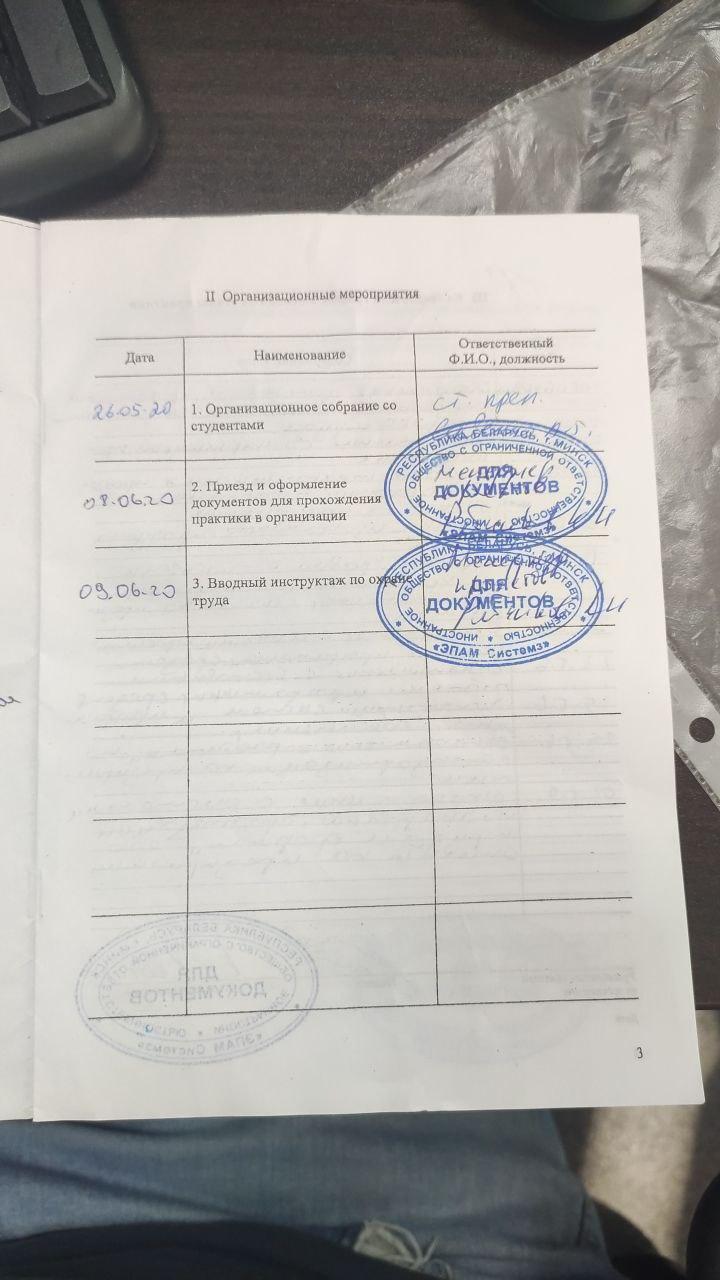 II Организационные мероприятия
Дата
Наименование
Ответственный
Ф.И.О., должность
26.05.20
1. Организационное собрание со
студентами
ст. преп.
08.06.20
2. Приезд и оформление
документов для прохождения
практики в организации
менеджер
РЕСПУБЛИКА БЕЛАРУСЬ, г. МИНСК
ИНОСТРАННОЕ ОБЩЕСТВО С ОГРАНИЧЕННОЙ ОТВЕТСТВЕННОСТЬЮ
ДЛЯ
ДОКУМЕНТОВ
«ЭПАМ Системз»
09.06.20
3. Вводный инструктаж по охране
труда
РЕСПУБЛИКА БЕЛАРУСЬ, г. МИНСК
ИНОСТРАННОЕ ОБЩЕСТВО С ОГРАНИЧЕННОЙ ОТВЕТСТВЕННОСТЬЮ
ДЛЯ
ДОКУМЕНТОВ
«ЭПАМ Системз»
3